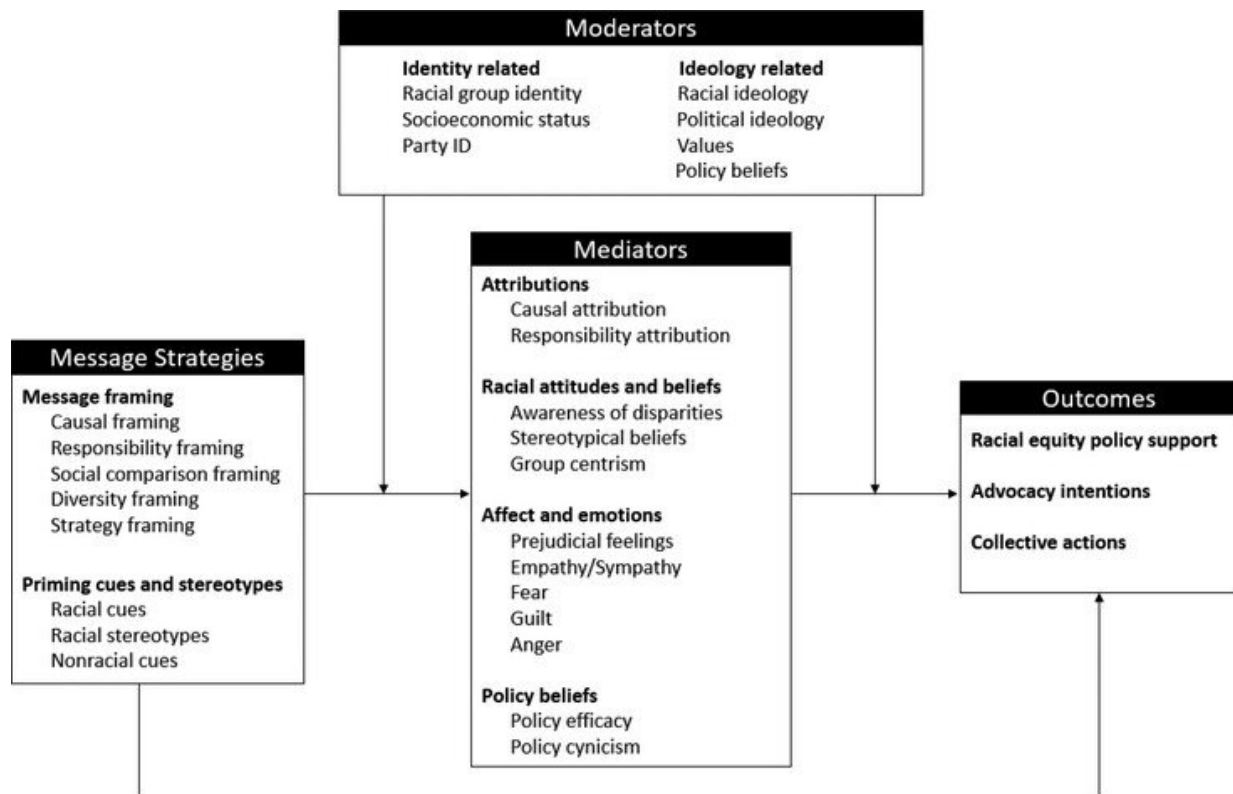 Moderators
Identity related
Racial group identity
Socioeconomic status
Party ID
Ideology related
Racial ideology
Political ideology
Values
Policy beliefs
Message Strategies
Message framing
Causal framing
Responsibility framing
Social comparison framing
Diversity framing
Strategy framing
Priming cues and stereotypes
Racial cues
Racial stereotypes
Nonracial cues
Mediators
Attributions
Causal attribution
Responsibility attribution
Racial attitudes and beliefs
Awareness of disparities
Stereotypical beliefs
Group centrism
Affect and emotions
Prejudicial feelings
Empathy/Sympathy
Fear
Guilt
Anger
Policy beliefs
Policy efficacy
Policy cynicism
Outcomes
Racial equity policy support
Advocacy intentions
Collective actions